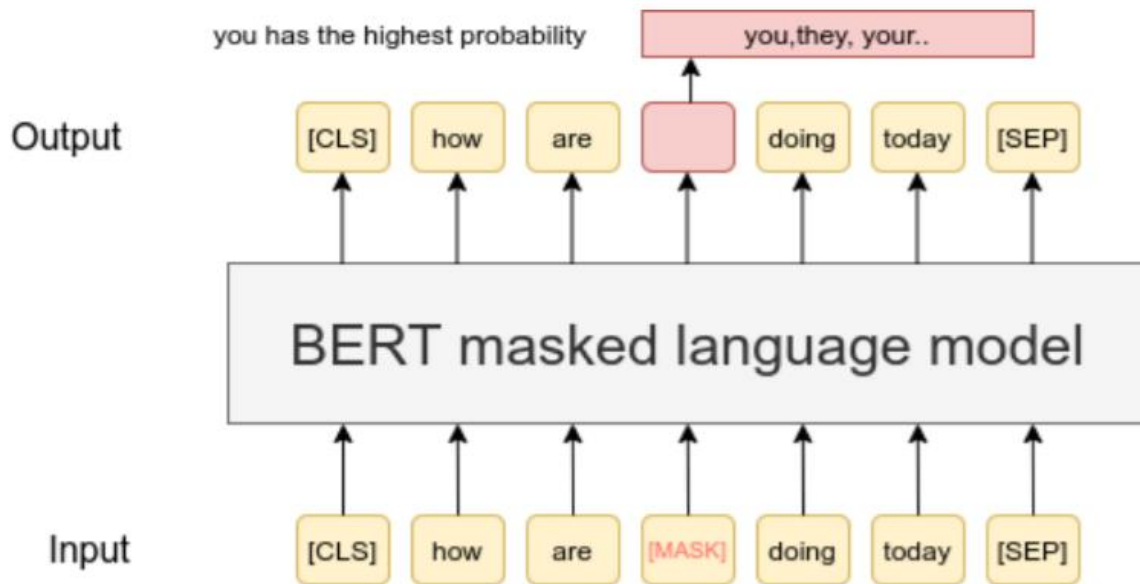 you has the highest probability you,they, your..
Output [CLS] how are doing today [SEP]
BERT masked language model
Input [CLS] how are [MASK] doing today [SEP]